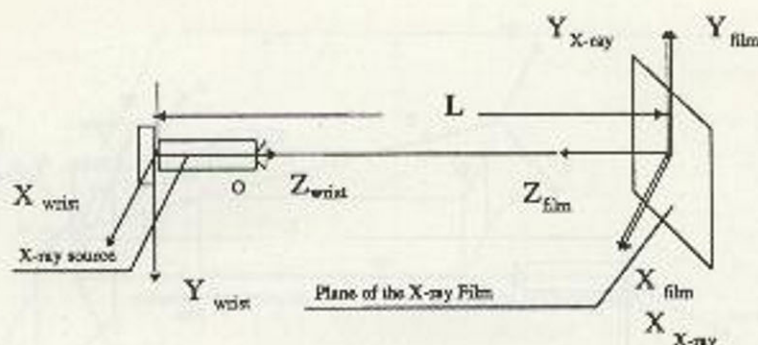 Y X-ray
Y film
L
X wrist
O
Z wrist
Z film
X-ray source
Y wrist
Plane of the X-ray Film
X film
X X-ray